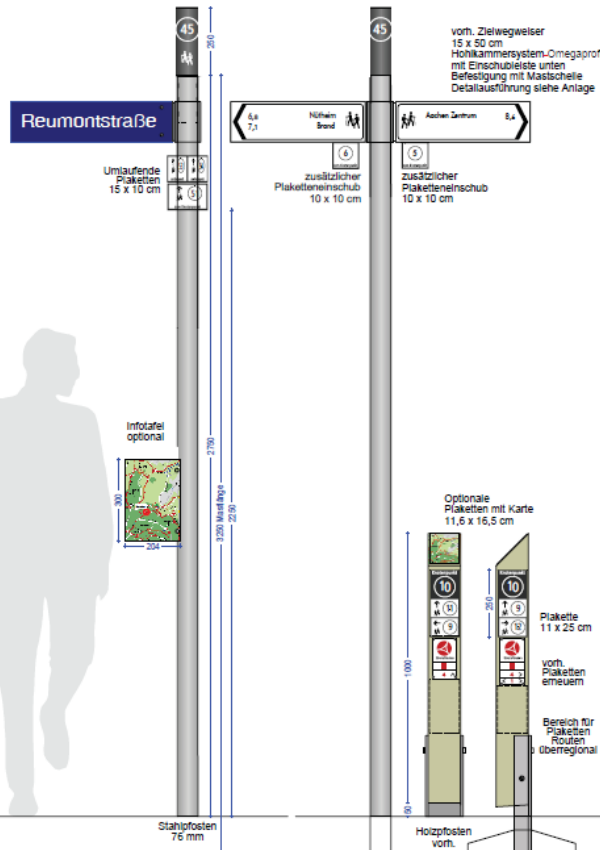 45
45
250
vorh. Zielwegweiser
15 x 50 cm
Hohlkammersystem-Omegaprof
mit Einschubleiste unten
Befestigung mit Mastschelle
Detailausführung siehe Anlage
Reumontstraße
6,8
7,1
Nütheim
Brand
Aachen Zentrum
8,4
6
5
Umlaufende
Plaketten
15 x 10 cm
5
zusätzlicher
Plaketteneinschub
10 x 10 cm
zusätzlicher
Plaketteneinschub
10 x 10 cm
Infotafel
optional
300
204
2750
3250 Mastlänge
2250
Optionale
Plaketten mit Karte
11,6 x 16,5 cm
10
9
10
9
250
1000
60
Plakette
11 x 25 cm
vorh.
Plaketten
erneuern
Bereich für
Plaketten
Routen
überregional
Stahlpfosten
76 mm
Holzpfosten
vorh.